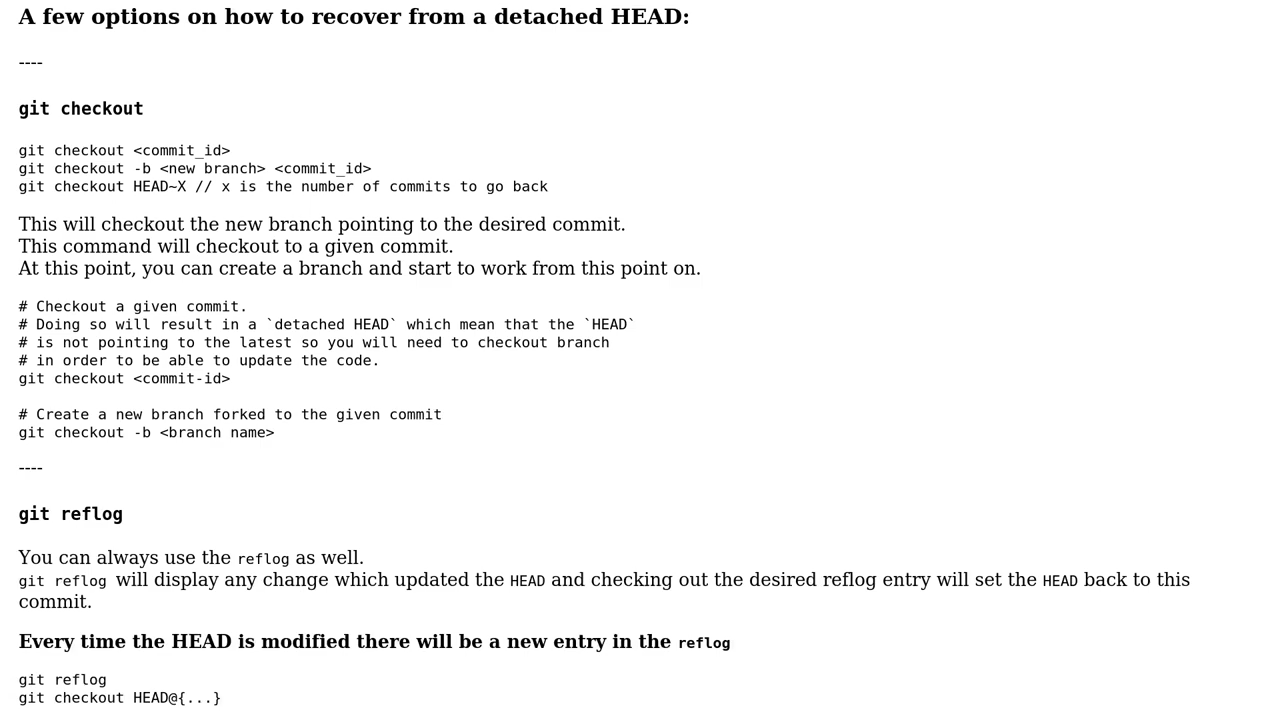 A few options on how to recover from a detached HEAD:
----
git checkout
git checkout <commit_id>
git checkout -b <new branch> <commit_id>
git checkout HEAD~X // x is the number of commits to go back
This will checkout the new branch pointing to the desired commit.
This command will checkout to a given commit.
At this point, you can create a branch and start to work from this point on.
# Checkout a given commit.
# Doing so will result in a `detached HEAD` which mean that the `HEAD`
# is not pointing to the latest so you will need to checkout branch
# in order to be able to update the code.
git checkout <commit-id>
# Create a new branch forked to the given commit
git checkout -b <branch name>
----
git reflog
You can always use the reflog as well.
git reflog will display any change which updated the HEAD and checking out the desired reflog entry will set the HEAD back to this
commit.
Every time the HEAD is modified there will be a new entry in the reflog
git reflog
git checkout HEAD@{...}